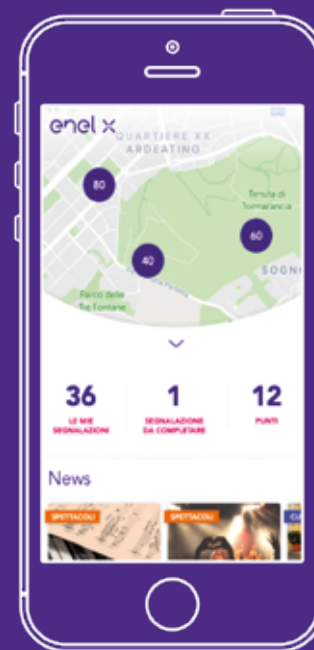 enel x
QUARTIERE XX
ARDEATINO
80
Tenuta di
Tormarancia
60
40
SOGNO
Parco delle
Tre Fontane
36
1
12
LE MIE
SEGNALAZIONI
SEGNALAZIONE
DA COMPLETARE
PUNTI
News
SPETTACOLI
SPETTACOLI